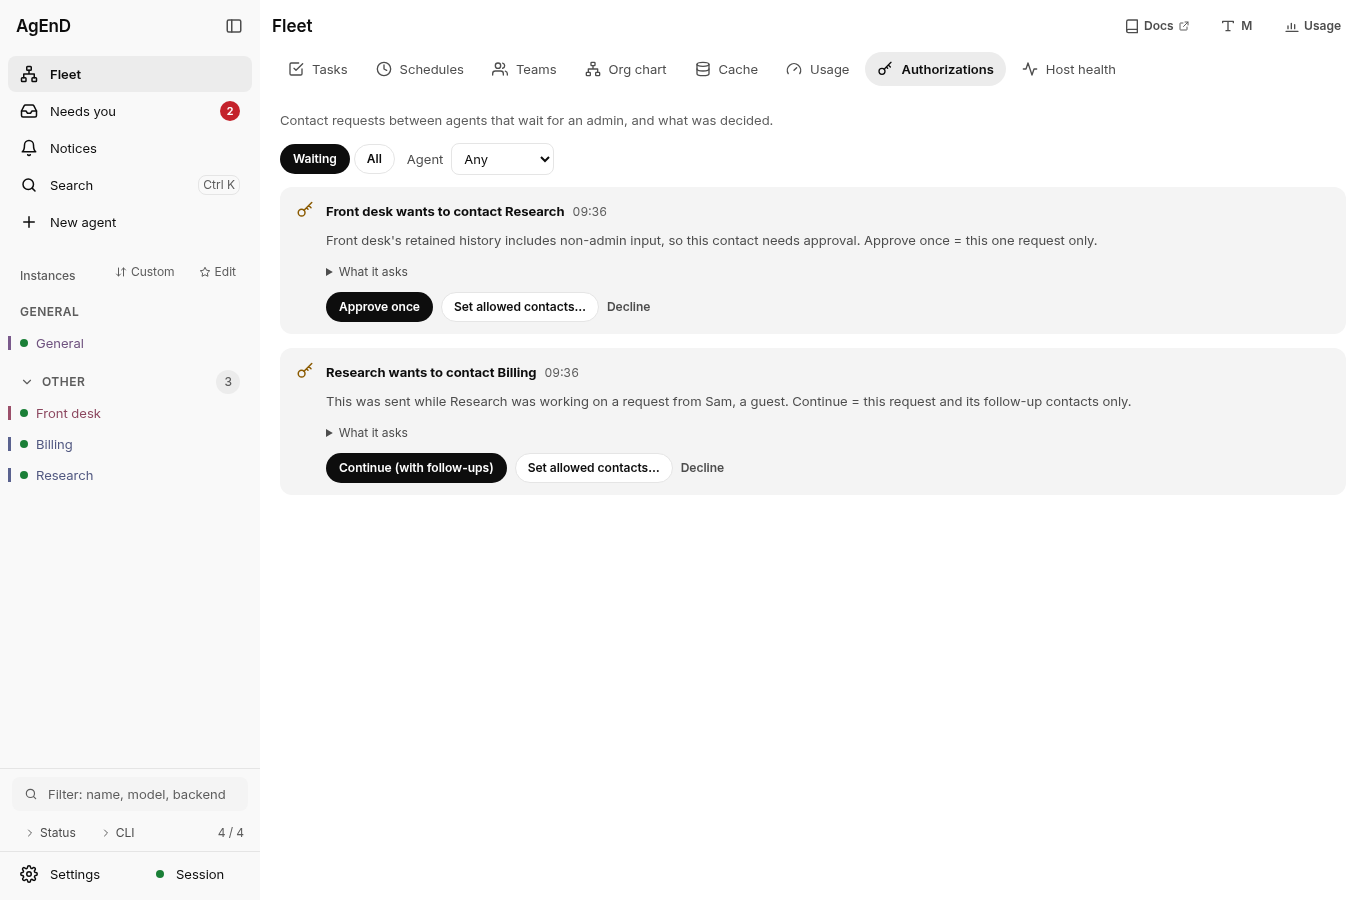 AgEnD
Fleet
Needs you
2
Notices
Search
Ctrl K
New agent
Instances
Custom
Edit
GENERAL
General
OTHER
3
Front desk
Billing
Research
Filter: name, model, backend
Status
CLI
4 / 4
Settings
Session
Fleet
Docs
M
Usage
Tasks
Schedules
Teams
Org chart
Cache
Usage
Authorizations
Host health
Contact requests between agents that wait for an admin, and what was decided.
Waiting
All
Agent
Any
Front desk wants to contact Research 09:36
Front desk's retained history includes non-admin input, so this contact needs approval. Approve once = this one request only.
What it asks
Approve once
Set allowed contacts...
Decline
Research wants to contact Billing 09:36
This was sent while Research was working on a request from Sam, a guest. Continue = this request and its follow-up contacts only.
What it asks
Continue (with follow-ups)
Set allowed contacts...
Decline